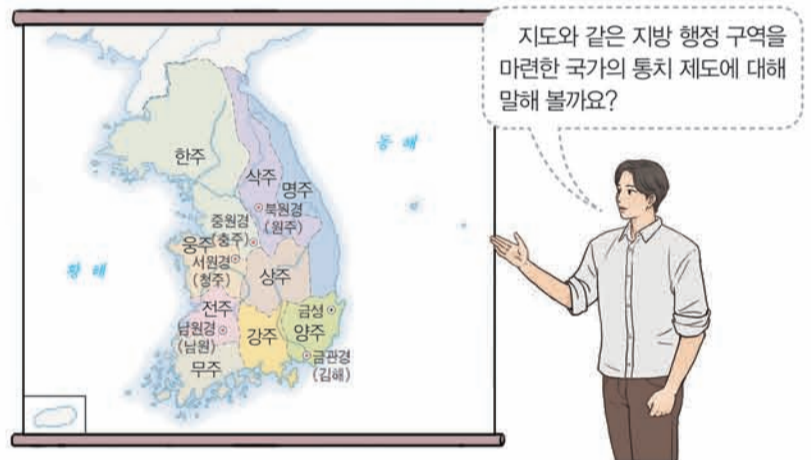 지도와 같은 지방 행정 구역을
마련한 국가의 통치 제도에 대해
말해 볼까요?
동해
한주
삭주
명주
북원경
(원주)
중원경
(충주)
웅주
서원경
(청주)
황해
상주
전주
금성
남원경
(남원)
강주
양주
무주
금관경
(김해)